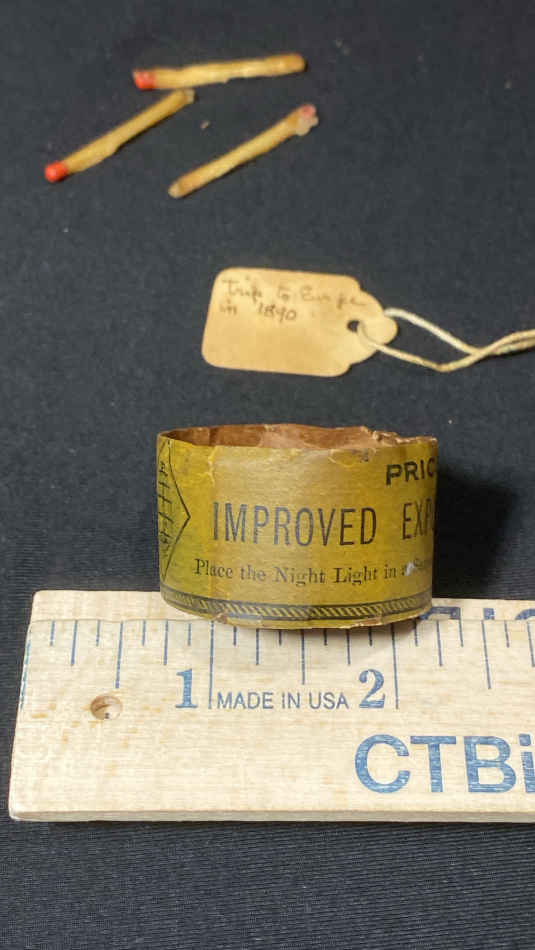 Trip to Europe
in 1890
PRIC
IMPROVED EXP
Place the Night Light in a
1 MADE IN USA 2
CTBi